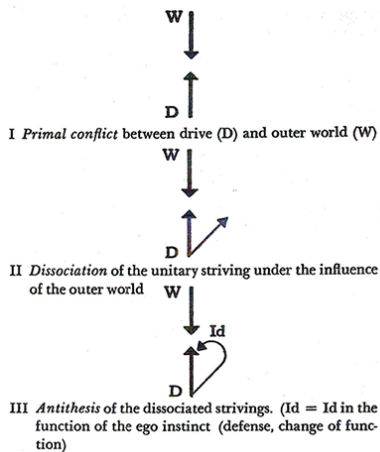 W
D
I Primal conflict between drive (D) and outer world (W)
W
D
II Dissociation of the unitary striving under the influence
of the outer world
W
Id
D
III Antithesis of the dissociated strivings. (Id = Id in the
function of the ego instinct (defense, change of func-
tion)